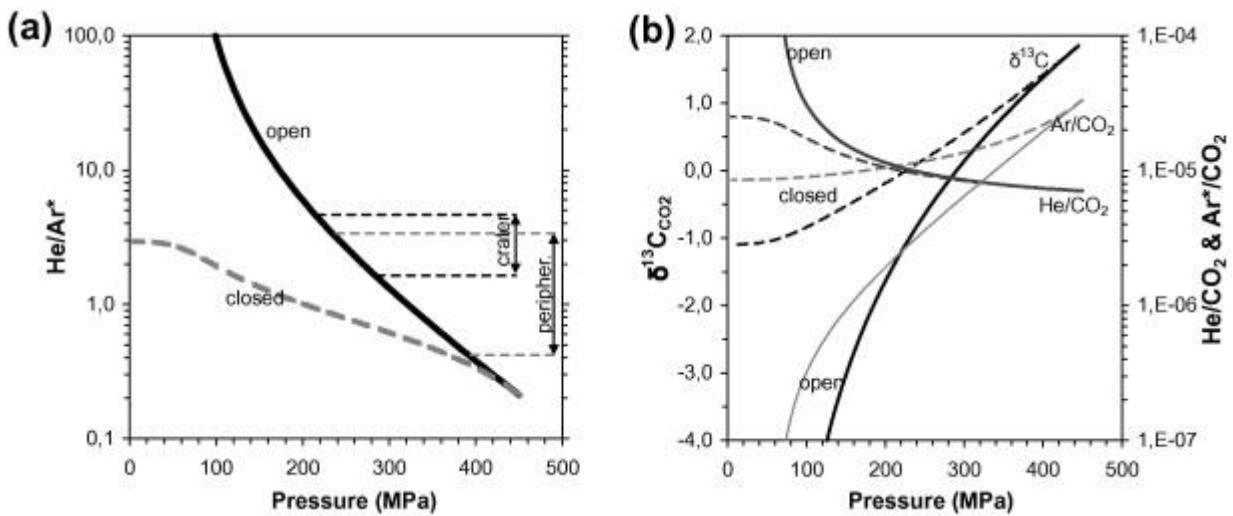 (a)
100,0
10,0
1,0
0,1
He/Ar*
open
closed
crater
peripher.
0
100
200
300
400
500
Pressure (MPa)
(b)
2,0
1,0
0,0
-1,0
-2,0
-3,0
-4,0
δ¹³C_CO2
open
δ¹³C
Ar/CO₂
closed
He/CO₂
open
1,E-04
1,E-05
1,E-06
1,E-07
He/CO₂ & Ar*/CO₂
0
100
200
300
400
500
Pressure (MPa)